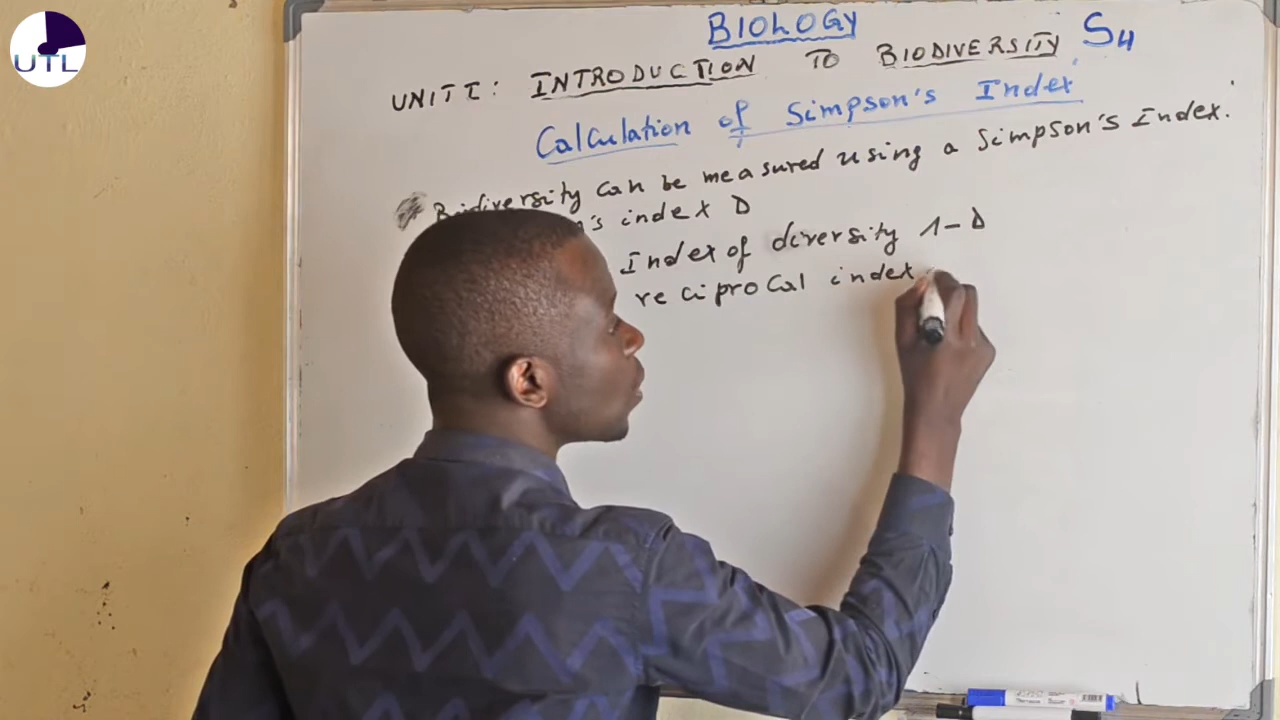 UTL
BIOLOGY S4
UNIT I: INTRODUCTION TO BIODIVERSITY
Calculation of Simpson's Index
Biodiversity can be measured using a Simpson's Index.
's index D
Index of diversity 1-D
reciprocal index